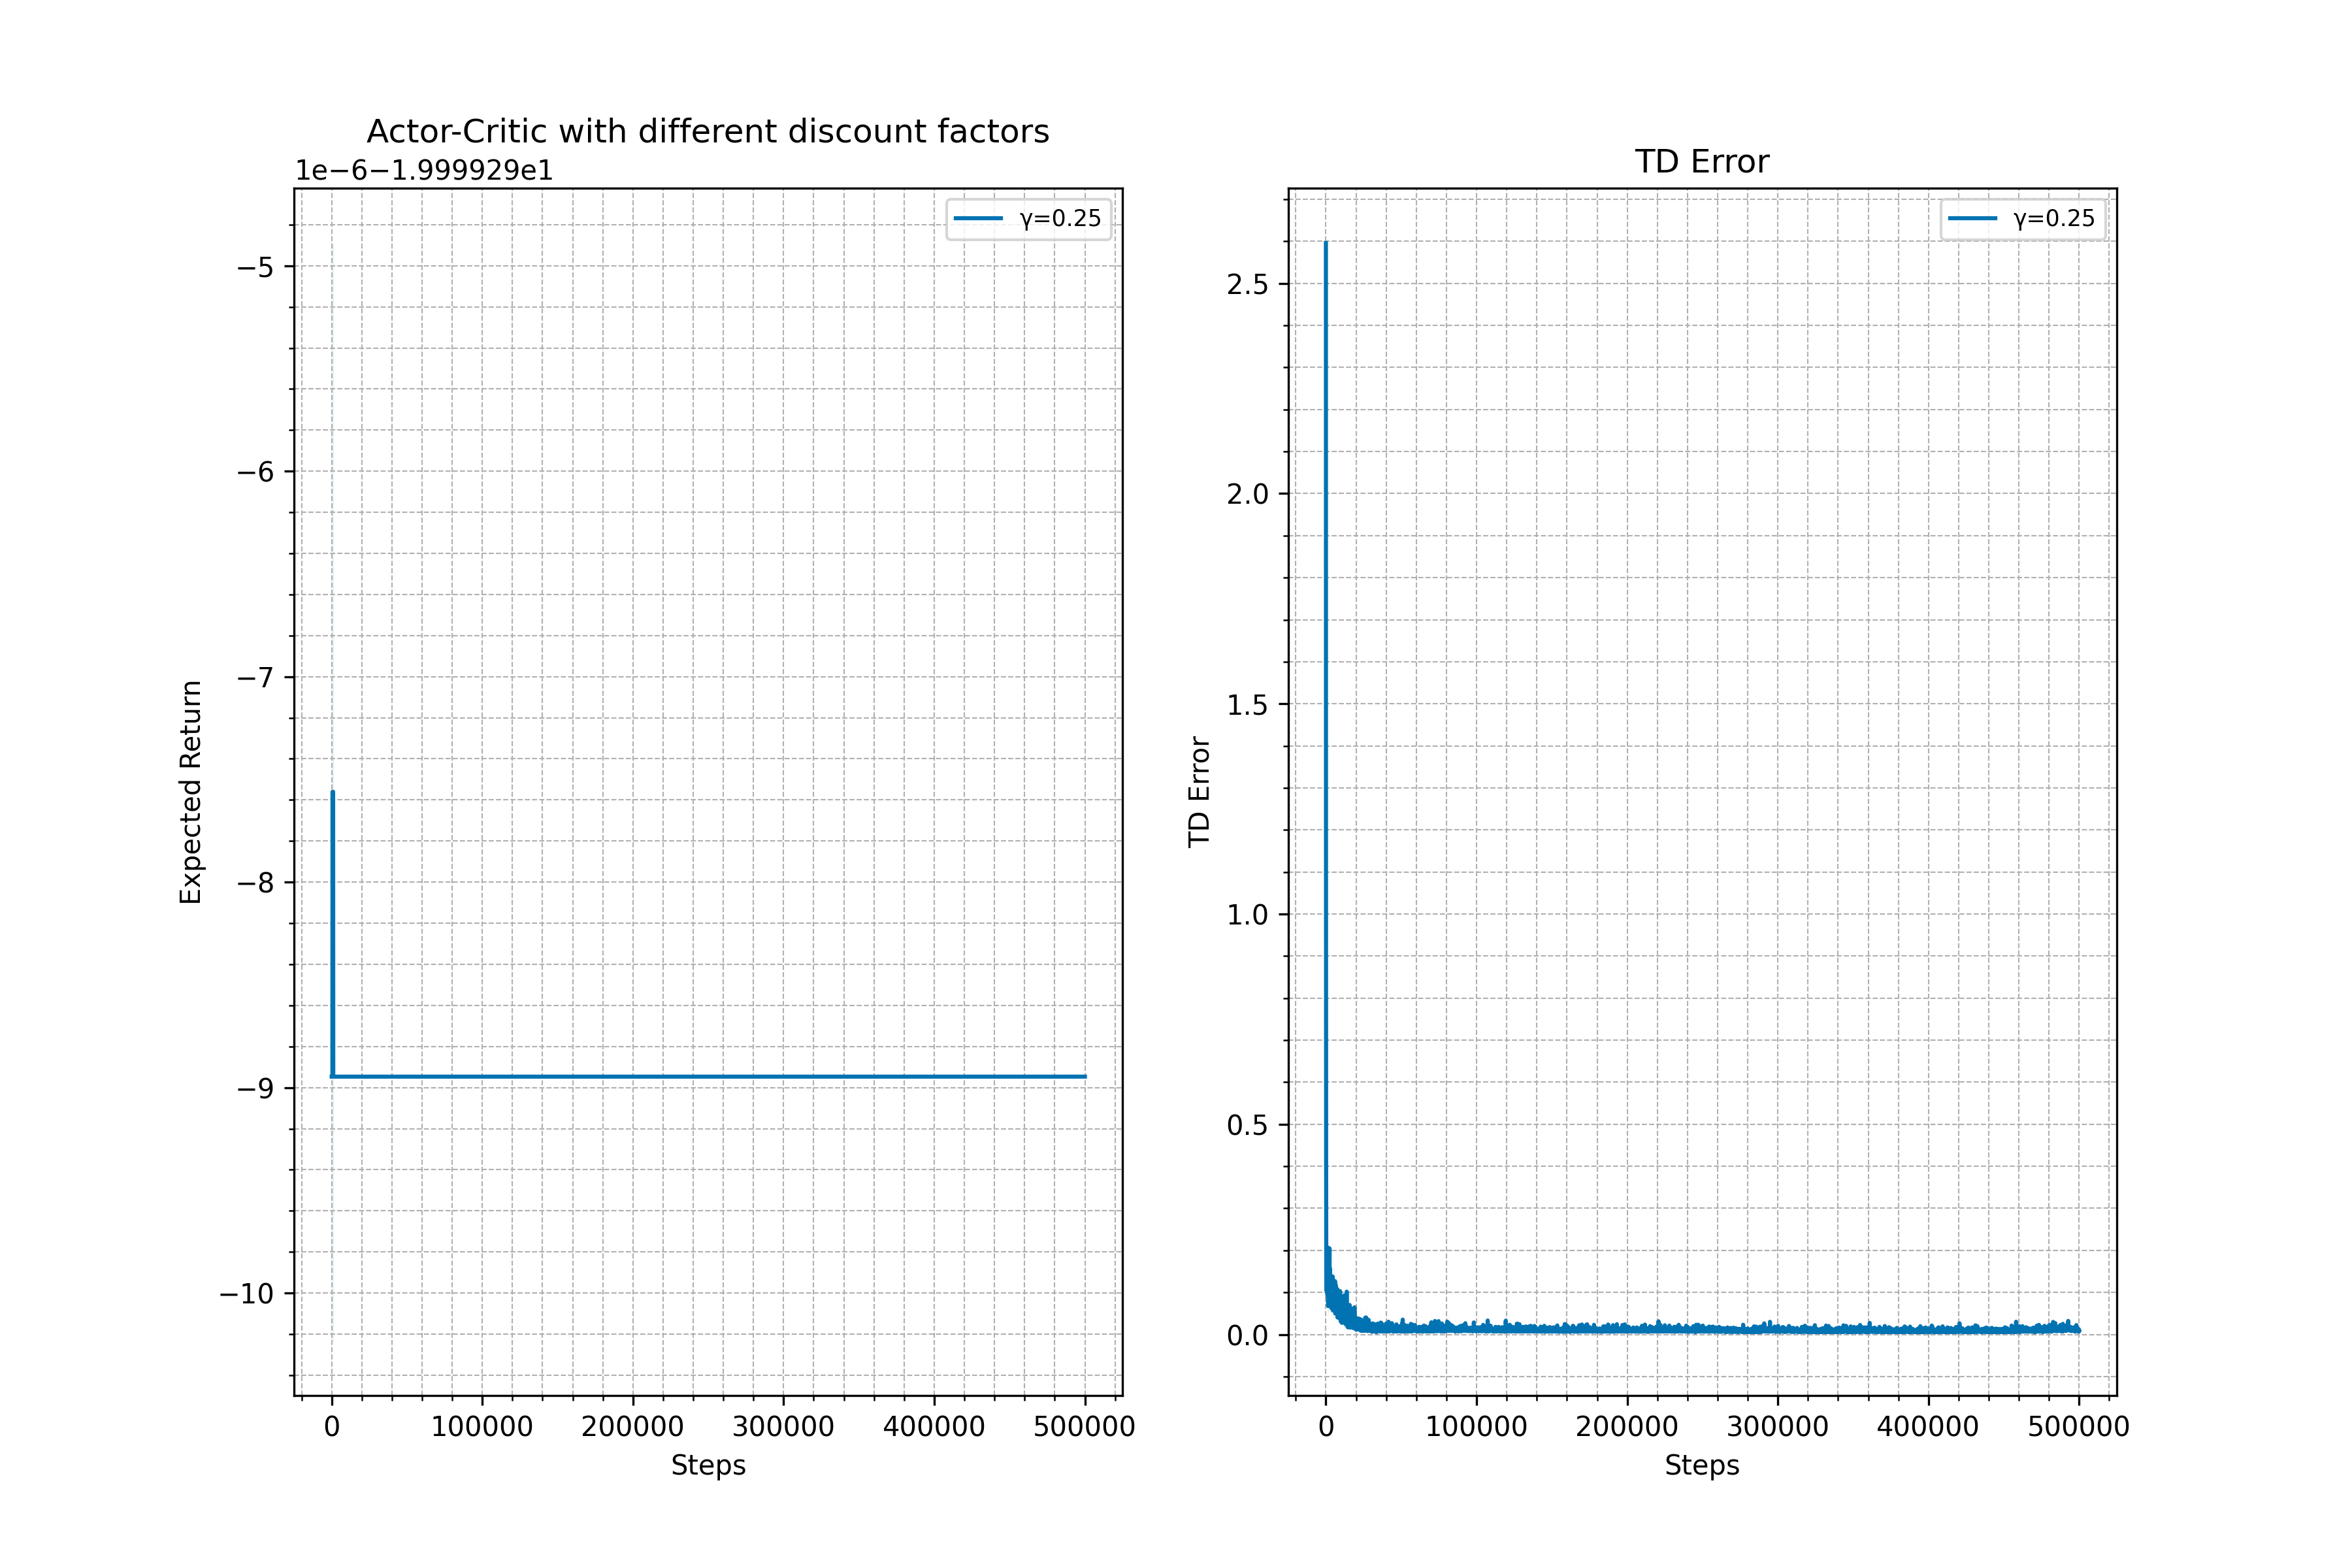 Actor-Critic with different discount factors
1e−6−1.999929e1
γ=0.25
−5
−6
−7
−8
−9
−10
Expected Return
0 100000 200000 300000 400000 500000
Steps
TD Error
γ=0.25
2.5
2.0
1.5
1.0
0.5
0.0
TD Error
0 100000 200000 300000 400000 500000
Steps